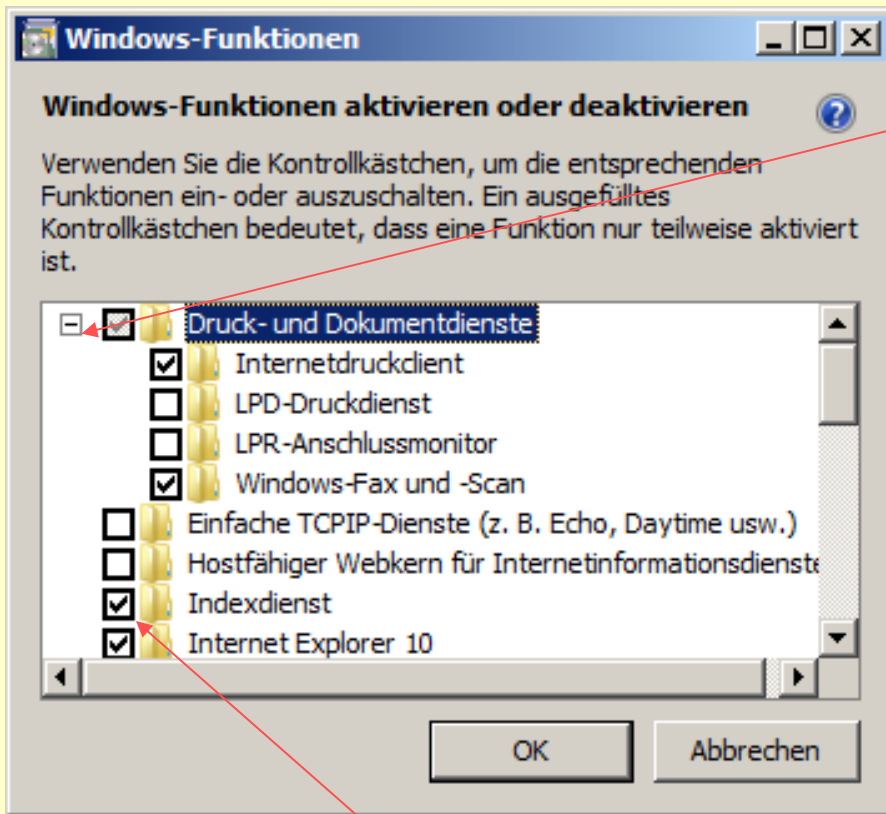 Windows-Funktionen
Windows-Funktionen aktivieren oder deaktivieren
Verwenden Sie die Kontrollkästchen, um die entsprechenden
Funktionen ein- oder auszuschalten. Ein ausgefülltes
Kontrollkästchen bedeutet, dass eine Funktion nur teilweise aktiviert
ist.
Druck- und Dokumentdienste
Internetdruckclient
LPD-Druckdienst
LPR-Anschlussmonitor
Windows-Fax und -Scan
Einfache TCPIP-Dienste (z. B. Echo, Daytime usw.)
Hostfähiger Webkern für Internetinformationsdienste
Indexdienst
Internet Explorer 10
OK
Abbrechen